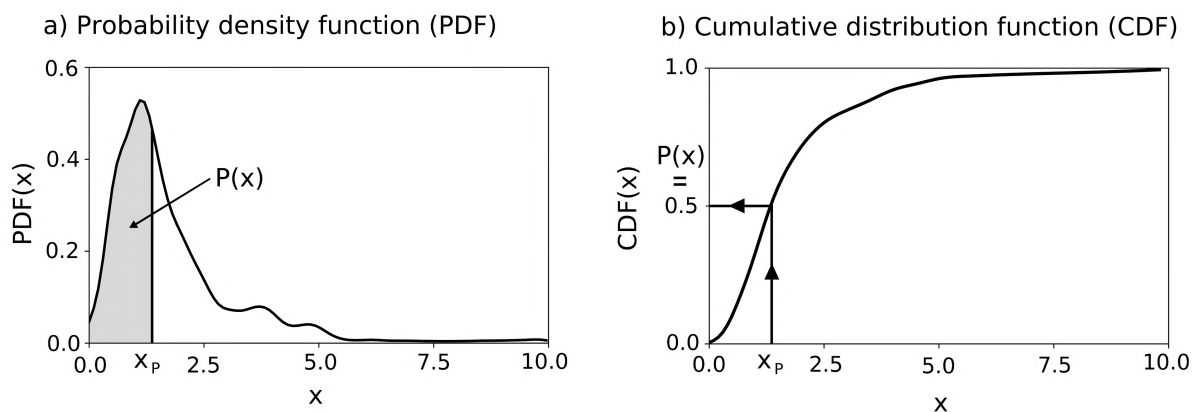 a) Probability density function (PDF)
0.6
0.4
0.2
0.0
PDF(x)
P(x)
0.0
xP
2.5
5.0
7.5
10.0
x
b) Cumulative distribution function (CDF)
1.0
P(x)
=
0.5
0.0
CDF(x)
0.0
xP
2.5
5.0
7.5
10.0
x